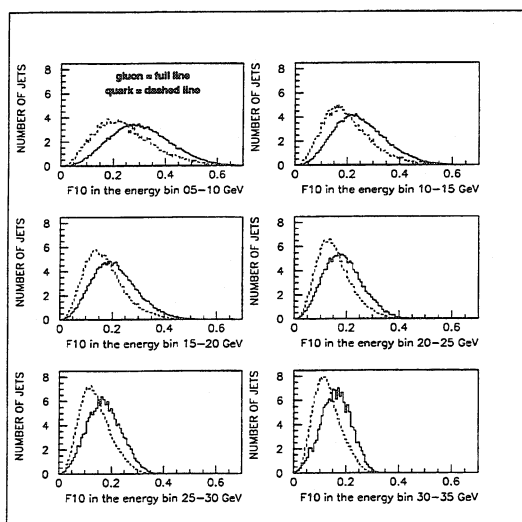 gluon = full line
quark = dashed line
NUMBER OF JETS
8
6
4
2
0
0 0.2 0.4 0.6
F10 in the energy bin 05-10 GeV
NUMBER OF JETS
8
6
4
2
0
0 0.2 0.4 0.6
F10 in the energy bin 10-15 GeV
NUMBER OF JETS
8
6
4
2
0
0 0.2 0.4 0.6
F10 in the energy bin 15-20 GeV
NUMBER OF JETS
8
6
4
2
0
0 0.2 0.4 0.6
F10 in the energy bin 20-25 GeV
NUMBER OF JETS
8
6
4
2
0
0 0.2 0.4 0.6
F10 in the energy bin 25-30 GeV
NUMBER OF JETS
8
6
4
2
0
0 0.2 0.4 0.6
F10 in the energy bin 30-35 GeV